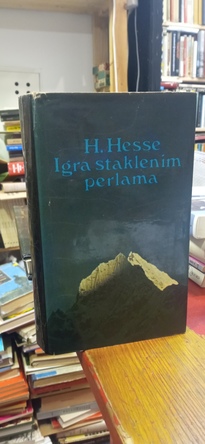 H. Hesse
Igra staklenim
perlama